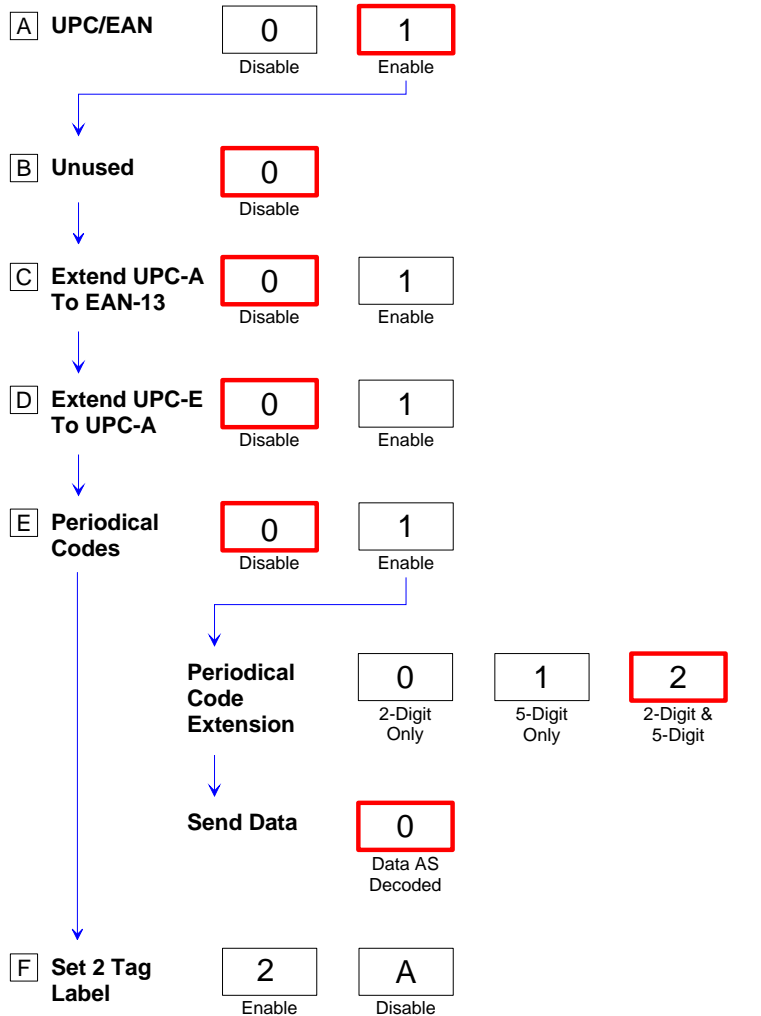 A UPC/EAN 0 1
Disable Enable
B Unused 0
Disable
C Extend UPC-A 0 1
To EAN-13
Disable Enable
D Extend UPC-E 0 1
To UPC-A
Disable Enable
E Periodical 0 1
Codes
Disable Enable
Periodical 0 1 2
Code
2-Digit 5-Digit 2-Digit &
Extension
Only Only 5-Digit
Send Data 0
Data AS
Decoded
F Set 2 Tag 2 A
Label
Enable Disable